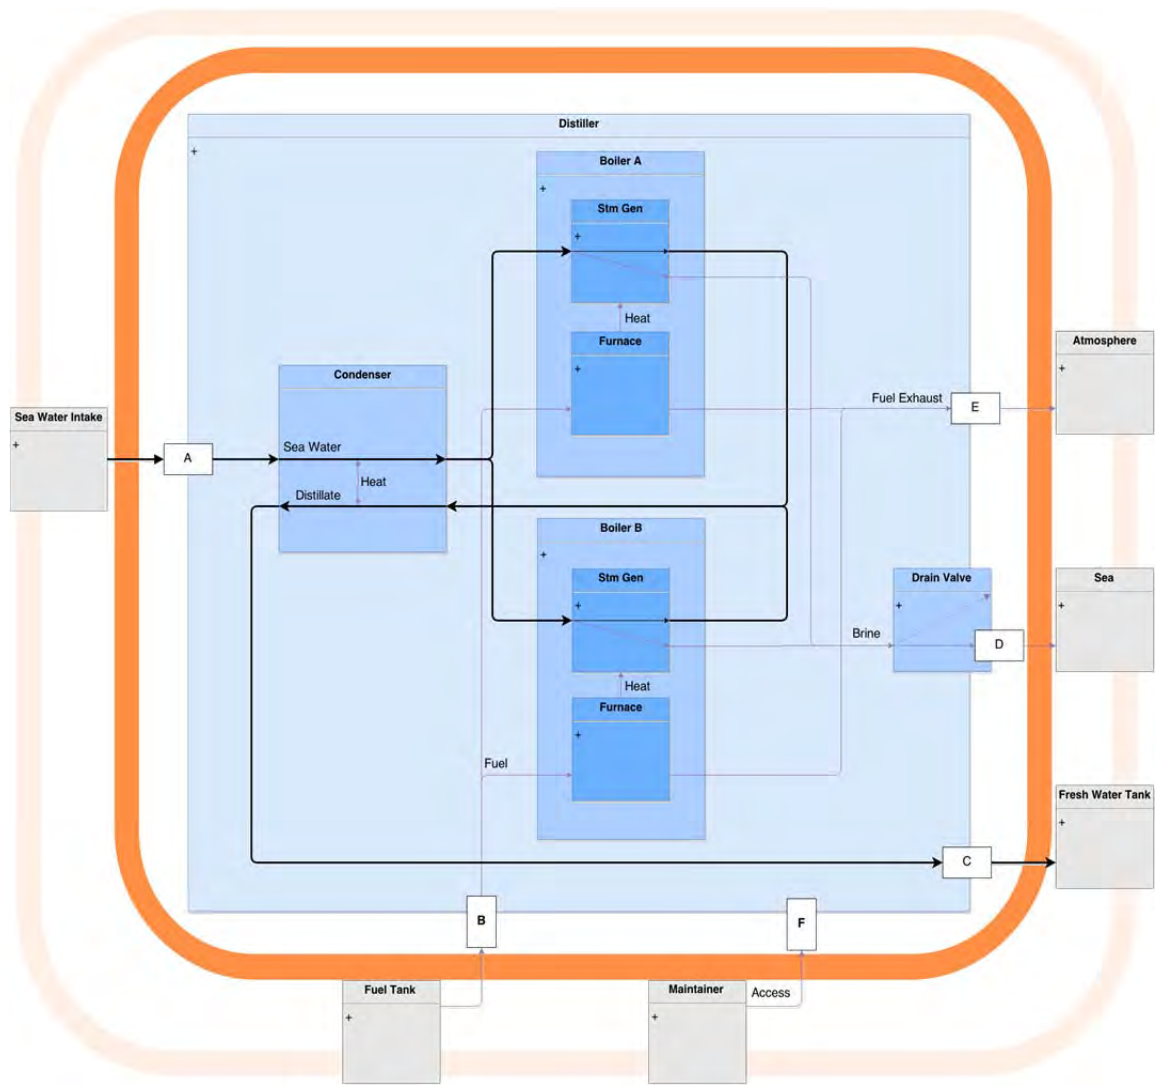 Distiller
+
Boiler A
+
Stm Gen
+
Heat
Furnace
+
Atmosphere
+
Condenser
Fuel Exhaust
E
Sea Water Intake
+
A
Sea Water
Heat
Distillate
Boiler B
+
Stm Gen
+
Drain Valve
+
Sea
+
Brine
D
Heat
Furnace
+
Fuel
Fresh Water Tank
+
C
B
F
Fuel Tank
+
Maintainer
+
Access